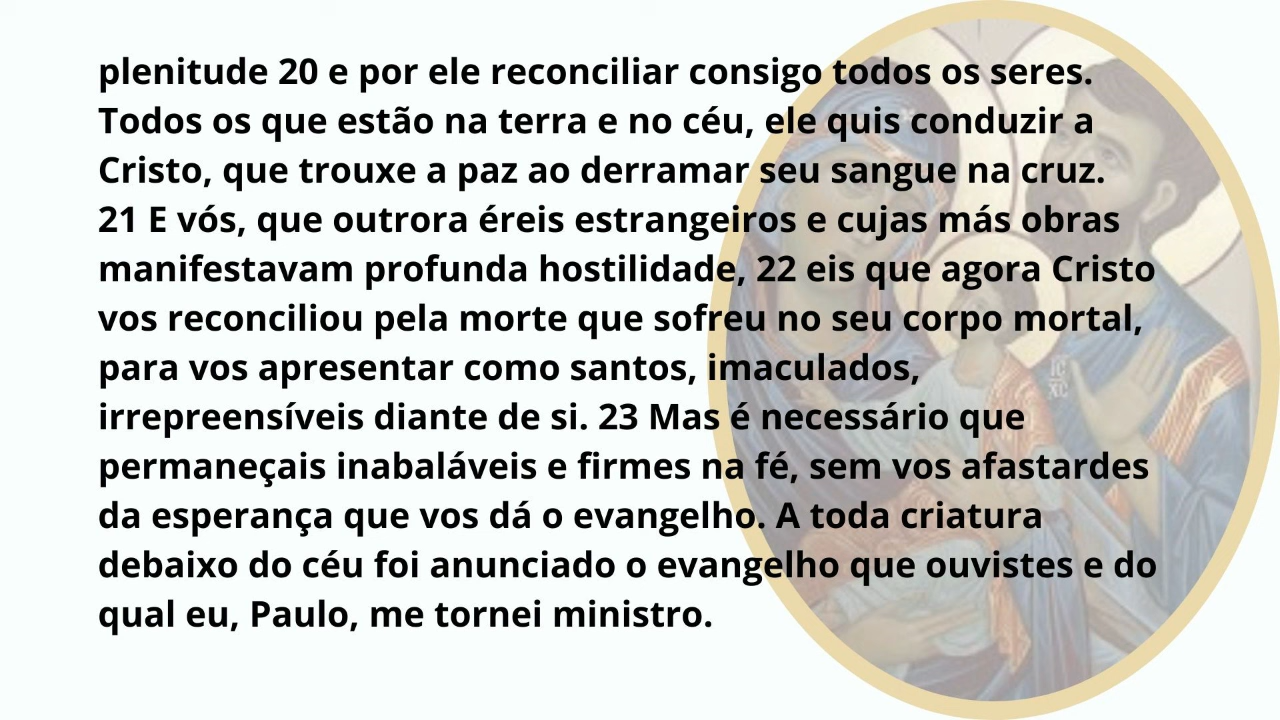 plenitude 20 e por ele reconciliar consigo todos os seres.
Todos os que estão na terra e no céu, ele quis conduzir a
Cristo, que trouxe a paz ao derramar seu sangue na cruz.
21 E vós, que outrora éreis estrangeiros e cujas más obras
manifestavam profunda hostilidade, 22 eis que agora Cristo
vos reconciliou pela morte que sofreu no seu corpo mortal,
para vos apresentar como santos, imaculados,
irrepreensíveis diante de si. 23 Mas é necessário que
permaneçais inabaláveis e firmes na fé, sem vos afastardes
da esperança que vos dá o evangelho. A toda criatura
debaixo do céu foi anunciado o evangelho que ouvistes e do
qual eu, Paulo, me tornei ministro.
IC
XC